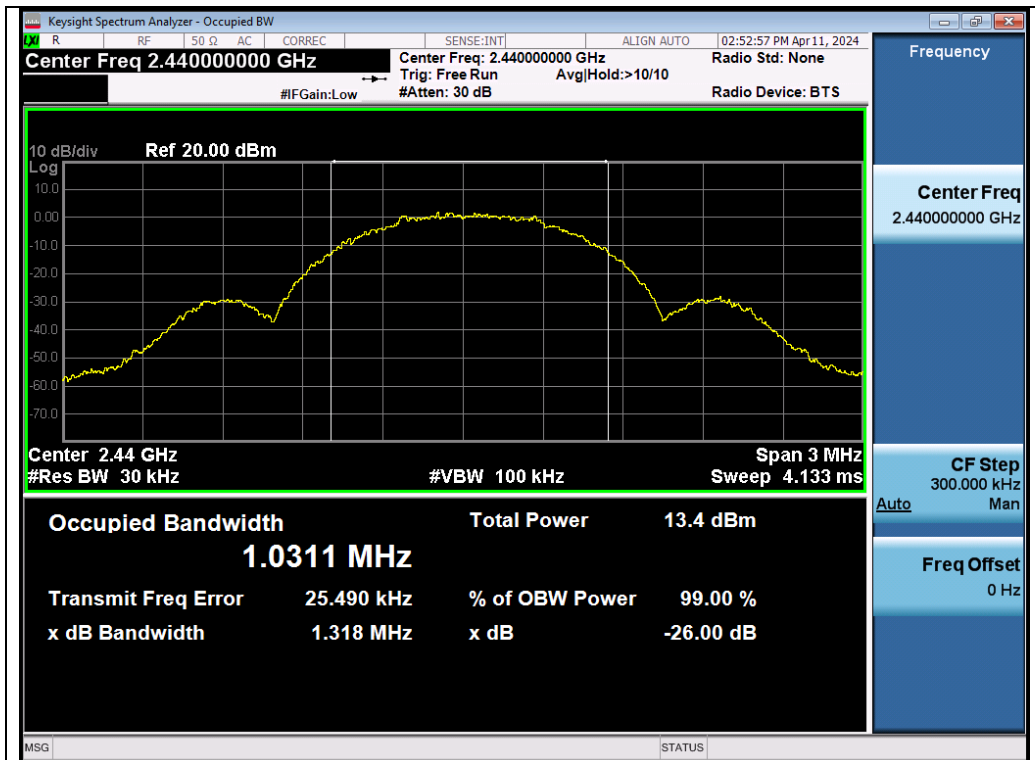 Keysight Spectrum Analyzer - Occupied BW
LXI R RF 50 Ω AC CORREC SENSE:INT ALIGN AUTO 02:52:57 PM Apr 11, 2024
Center Freq 2.440000000 GHz
Center Freq: 2.440000000 GHz Radio Std: None
Trig: Free Run Avg|Hold:>10/10
#IFGain:Low #Atten: 30 dB Radio Device: BTS
10 dB/div Ref 20.00 dBm
Log
10.0
0.00
-10.0
-20.0
-30.0
-40.0
-50.0
-60.0
-70.0
Center 2.44 GHz Span 3 MHz
#Res BW 30 kHz #VBW 100 kHz Sweep 4.133 ms
Occupied Bandwidth Total Power 13.4 dBm
1.0311 MHz
Transmit Freq Error 25.490 kHz % of OBW Power 99.00 %
x dB Bandwidth 1.318 MHz x dB -26.00 dB
Frequency
Center Freq
2.440000000 GHz
CF Step
300.000 kHz
Auto Man
Freq Offset
0 Hz
MSG STATUS